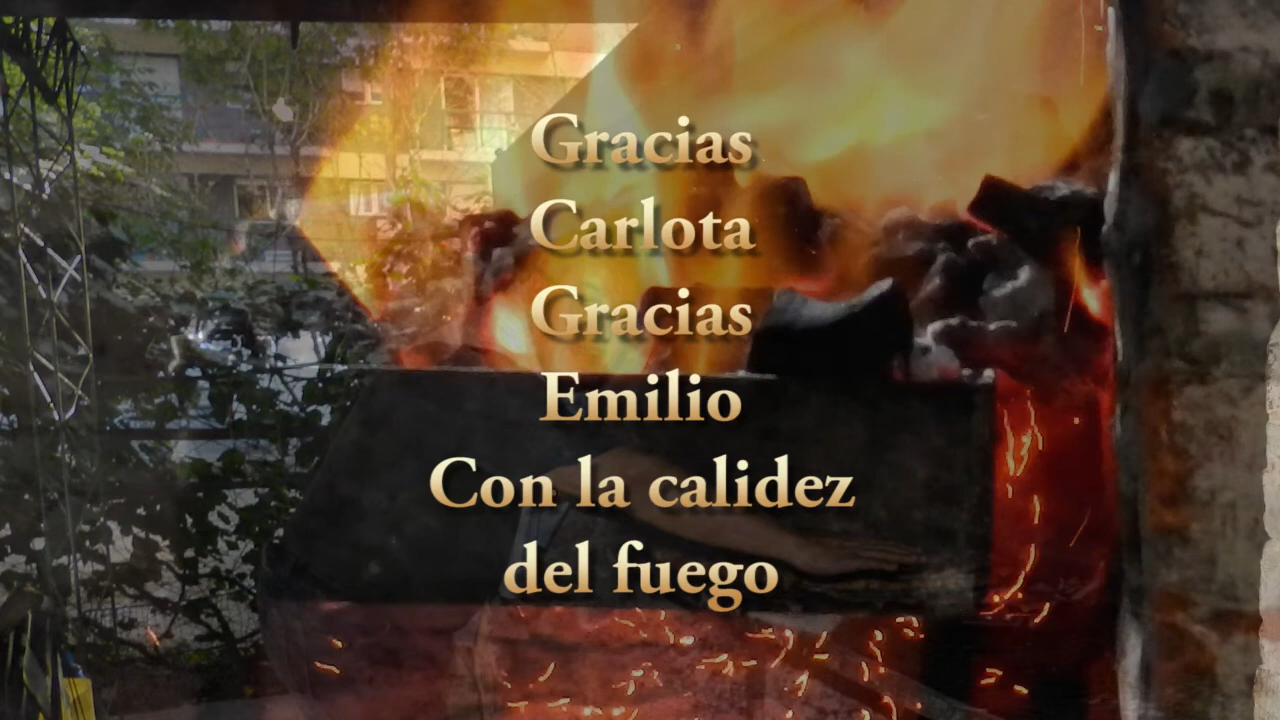 Gracias
Carlota
Gracias
Emilio
Con la calidez
del fuego